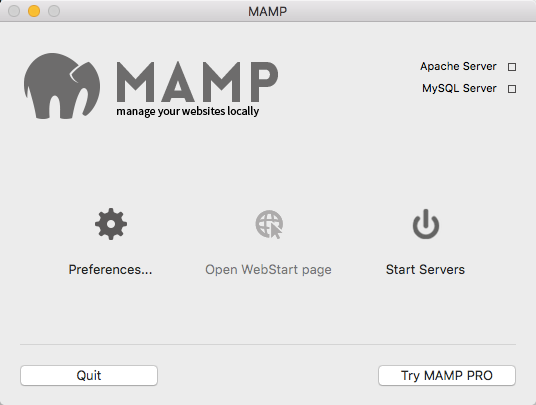 MAMP
MAMP
manage your websites locally
Apache Server
MySQL Server
Preferences...
Open WebStart page
Start Servers
Quit
Try MAMP PRO